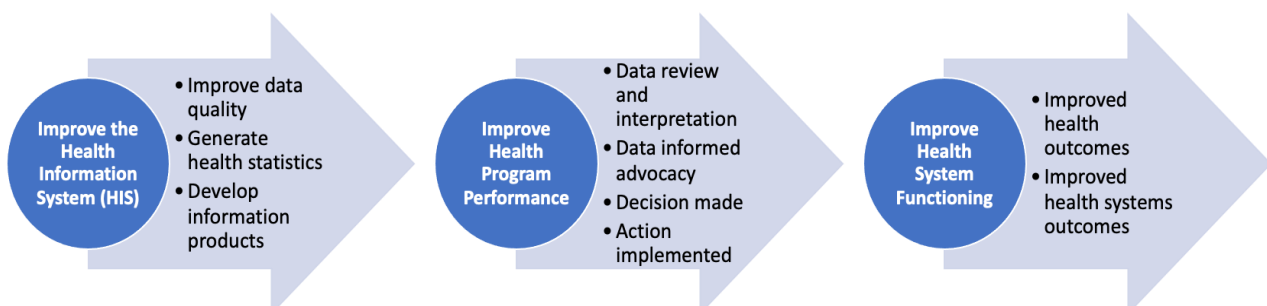 Improve the
Health
Information
System (HIS)
• Improve data
quality
• Generate
health statistics
• Develop
information
products
Improve
Health
Program
Performance
• Data review
and
interpretation
• Data informed
advocacy
• Decision made
• Action
implemented
Improve
Health
System
Functioning
• Improved
health
outcomes
• Improved
health systems
outcomes